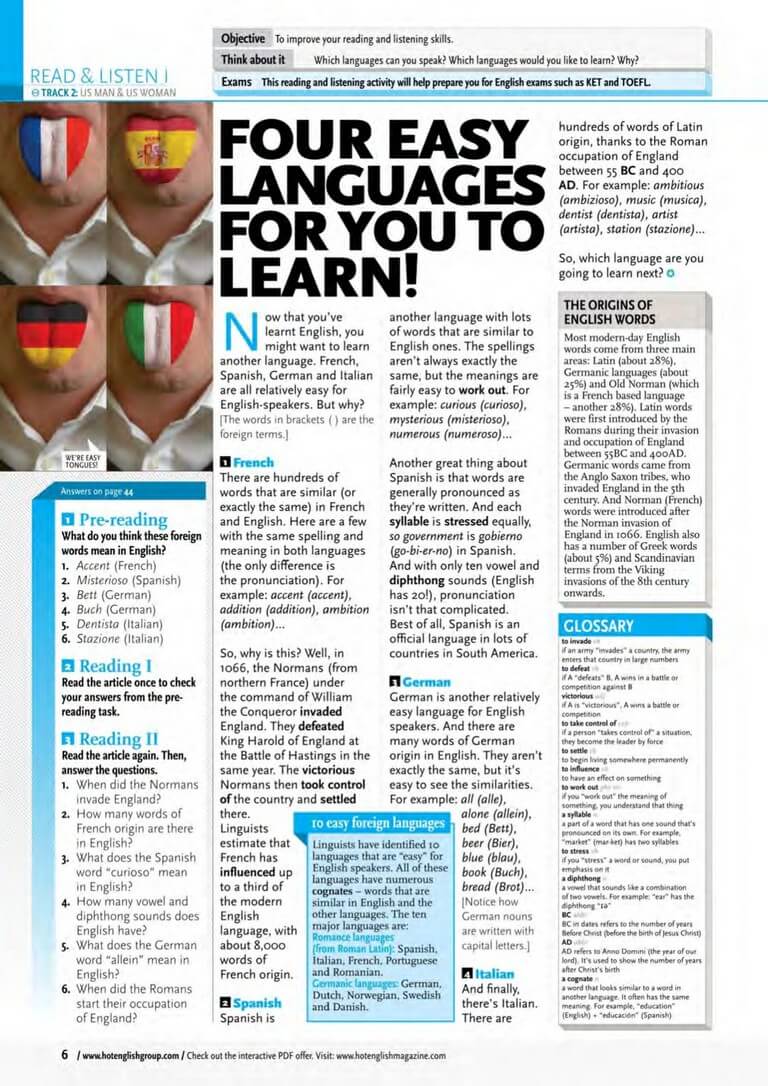 Objective To improve your reading and listening skills.
Think about it Which languages can you speak? Which languages would you like to learn? Why?
Exams This reading and listening activity will help prepare you for English exams such as KET and TOEFL.
READ & LISTEN I
TRACK 2: US MAN & US WOMAN
WE'RE EASY
TONGUES!
Answers on page 44
1 Pre-reading
What do you think these foreign
words mean in English?
1. Accent (French)
2. Misterioso (Spanish)
3. Bett (German)
4. Buch (German)
5. Dentista (Italian)
6. Stazione (Italian)
2 Reading I
Read the article once to check
your answers from the pre-
reading task.
3 Reading II
Read the article again. Then,
answer the questions.
1. When did the Normans
invade England?
2. How many words of
French origin are there
in English?
3. What does the Spanish
word "curioso" mean
in English?
4. How many vowel and
diphthong sounds does
English have?
5. What does the German
word "allein" mean in
English?
6. When did the Romans
start their occupation
of England?
FOUR EASY
LANGUAGES
FOR YOU TO
LEARN!
Now that you've
learnt English, you
might want to learn
another language. French,
Spanish, German and Italian
are all relatively easy for
English-speakers. But why?
[The words in brackets ( ) are the
foreign terms.]
1 French
There are hundreds of
words that are similar (or
exactly the same) in French
and English. Here are a few
with the same spelling and
meaning in both languages
(the only difference is
the pronunciation). For
example: accent (accent),
addition (addition), ambition
(ambition)...
So, why is this? Well, in
1066, the Normans (from
northern France) under
the command of William
the Conqueror invaded
England. They defeated
King Harold of England at
the Battle of Hastings in the
same year. The victorious
Normans then took control
of the country and settled
there.
Linguists
estimate that
French has
influenced up
to a third of
the modern
English
language, with
about 8,000
words of
French origin.
2 Spanish
Spanish is
another language with lots
of words that are similar to
English ones. The spellings
aren't always exactly the
same, but the meanings are
fairly easy to work out. For
example: curious (curioso),
mysterious (misterioso),
numerous (numeroso)...
Another great thing about
Spanish is that words are
generally pronounced as
they're written. And each
syllable is stressed equally,
so government is gobierno
(go-bi-er-no) in Spanish.
And with only ten vowel and
diphthong sounds (English
has 20!), pronunciation
isn't that complicated.
Best of all, Spanish is an
official language in lots of
countries in South America.
3 German
German is another relatively
easy language for English
speakers. And there are
many words of German
origin in English. They aren't
exactly the same, but it's
easy to see the similarities.
For example: all (alle),
alone (allein),
bed (Bett),
beer (Bier),
blue (blau),
book (Buch),
bread (Brot)...
[Notice how
German nouns
are written with
capital letters.]
4 Italian
And finally,
there's Italian.
There are
10 easy foreign languages
Linguists have identified 10
languages that are "easy" for
English speakers. All of these
languages have numerous
cognates – words that are
similar in English and the
other languages. The ten
major languages are:
Romance languages
(from Roman Latin): Spanish,
Italian, French, Portuguese
and Romanian.
Germanic languages: German,
Dutch, Norwegian, Swedish
and Danish.
hundreds of words of Latin
origin, thanks to the Roman
occupation of England
between 55 BC and 400
AD. For example: ambitious
(ambizioso), music (musica),
dentist (dentista), artist
(artista), station (stazione)...
So, which language are you
going to learn next?
THE ORIGINS OF
ENGLISH WORDS
Most modern-day English
words come from three main
areas: Latin (about 28%),
Germanic languages (about
25%) and Old Norman (which
is a French based language
– another 28%). Latin words
were first introduced by the
Romans during their invasion
and occupation of England
between 55BC and 400AD.
Germanic words came from
the Anglo Saxon tribes, who
invaded England in the 5th
century. And Norman (French)
words were introduced after
the Norman invasion of
England in 1066. English also
has a number of Greek words
(about 5%) and Scandinavian
terms from the Viking
invasions of the 8th century
onwards.
GLOSSARY
to invade vb
if an army "invades" a country, the army
enters that country in large numbers
to defeat vb
if A "defeats" B, A wins in a battle or
competition against B
victorious adj
if A is "victorious", A wins a battle or
competition
to take control of exp
if a person "takes control of" a situation,
they become the leader by force
to settle vb
to begin living somewhere permanently
to influence vb
to have an effect on something
to work out phr vb
if you "work out" the meaning of
something, you understand that thing
a syllable n
a part of a word that has one sound that's
pronounced on its own. For example,
"market" (mar-ket) has two syllables
to stress vb
if you "stress" a word or sound, you put
emphasis on it
a diphthong n
a vowel that sounds like a combination
of two vowels. For example: "ear" has the
diphthong "ɪə"
BC abbr
BC in dates refers to the number of years
Before Christ (before the birth of Jesus Christ)
AD abbr
AD refers to Anno Domini (the year of our
lord). It's used to show the number of years
after Christ's birth
a cognate n
a word that looks similar to a word in
another language. It often has the same
meaning. For example, "education"
(English) + "educación" (Spanish)
6 / www.hotenglishgroup.com / Check out the interactive PDF offer. Visit: www.hotenglishmagazine.com